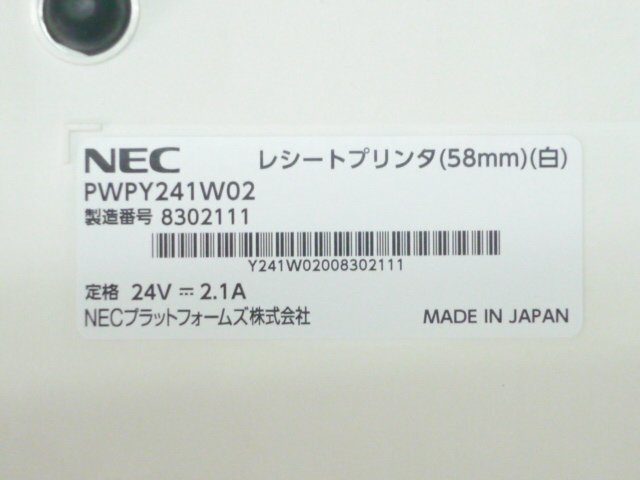 NEC レシートプリンタ(58mm)(白)
PWPY241W02
製造番号 8302111
Y241W02008302111
定格 24V ⎓ 2.1A
NECプラットフォームズ株式会社 MADE IN JAPAN